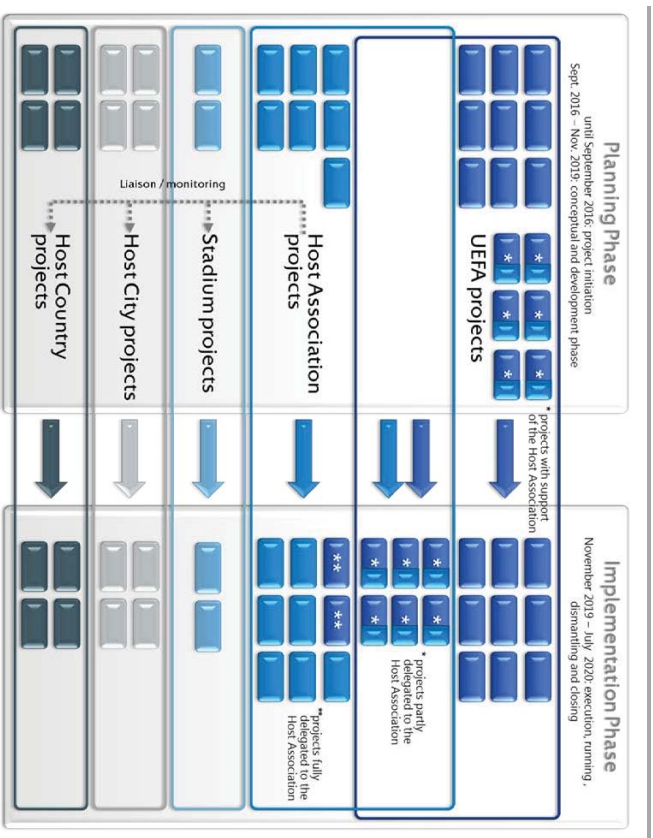 Planning Phase
until September 2016: project initiation
Sept. 2016 – Nov. 2019: conceptual and development phase
* * *
* * *
UEFA projects
* projects with support
of the Host Association
Host Association
projects
Liaison / monitoring
Stadium projects
Host City projects
Host Country
projects
Implementation Phase
November 2019 – July 2020: execution, running,
dismantling and closing
* *
* *
* *
* projects partly
delegated to the
Host Association
** **
**projects fully
delegated to the
Host Association